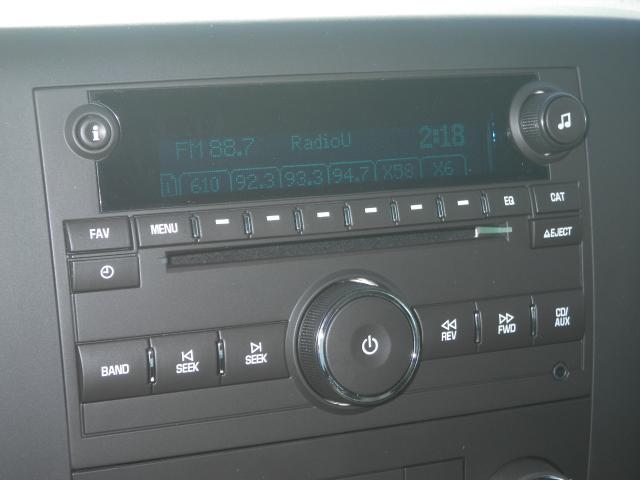 FM 88.7 RadioU 2:18
1 610 92.3 93.3 94.7 X58 X6
FAV MENU EQ CAT
EJECT
BAND SEEK SEEK REV FWD CD/
AUX